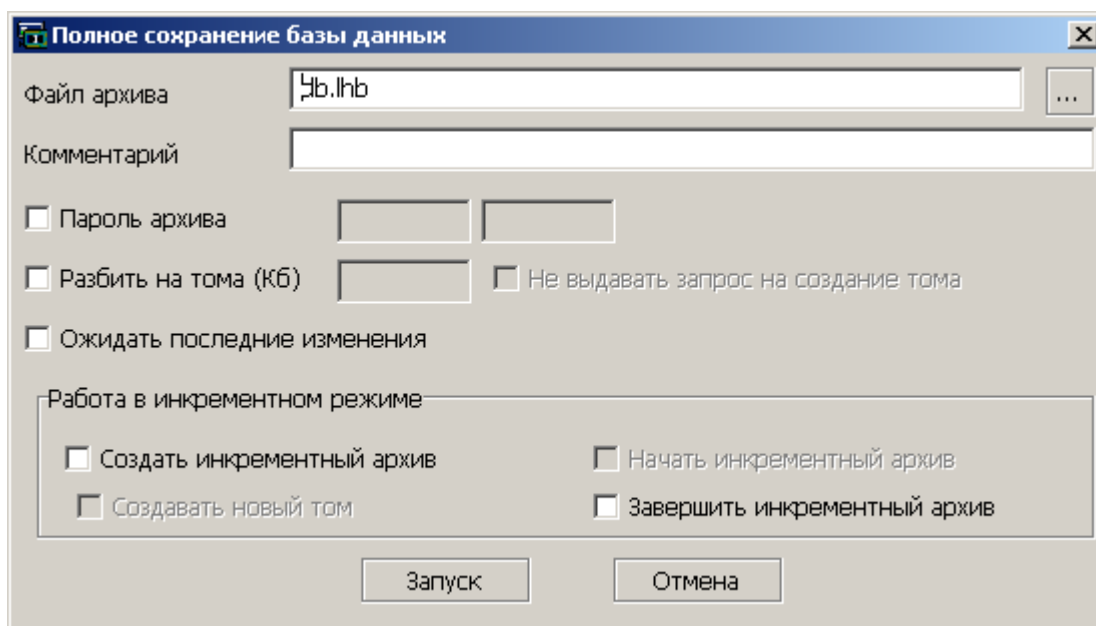 Полное сохранение базы данных
Файл архива
...
Комментарий
Пароль архива
Разбить на тома (Кб) Не выдавать запрос на создание тома
Ожидать последние изменения
Работа в инкрементном режиме
Создать инкрементный архив Начать инкрементный архив
Создавать новый том Завершить инкрементный архив
Запуск Отмена